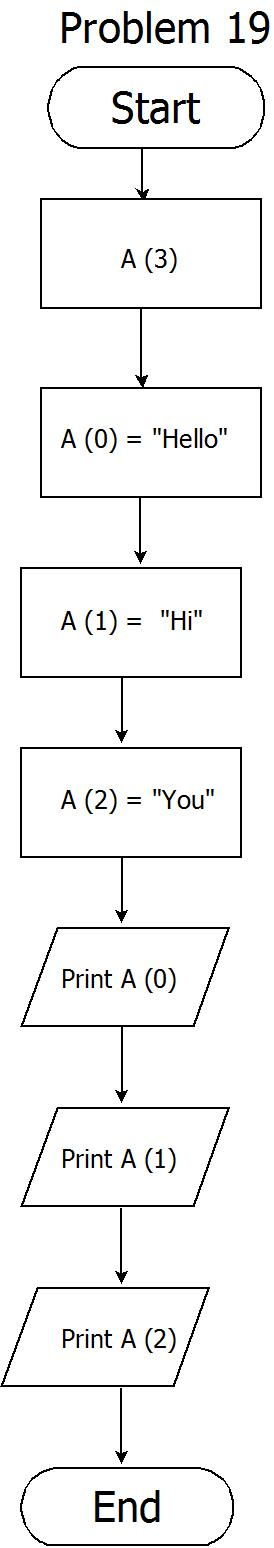 Problem 19
Start
A (3)
A (0) = "Hello"
A (1) =  "Hi"
A (2) = "You"
Print A (0)
Print A (1)
Print A (2)
End